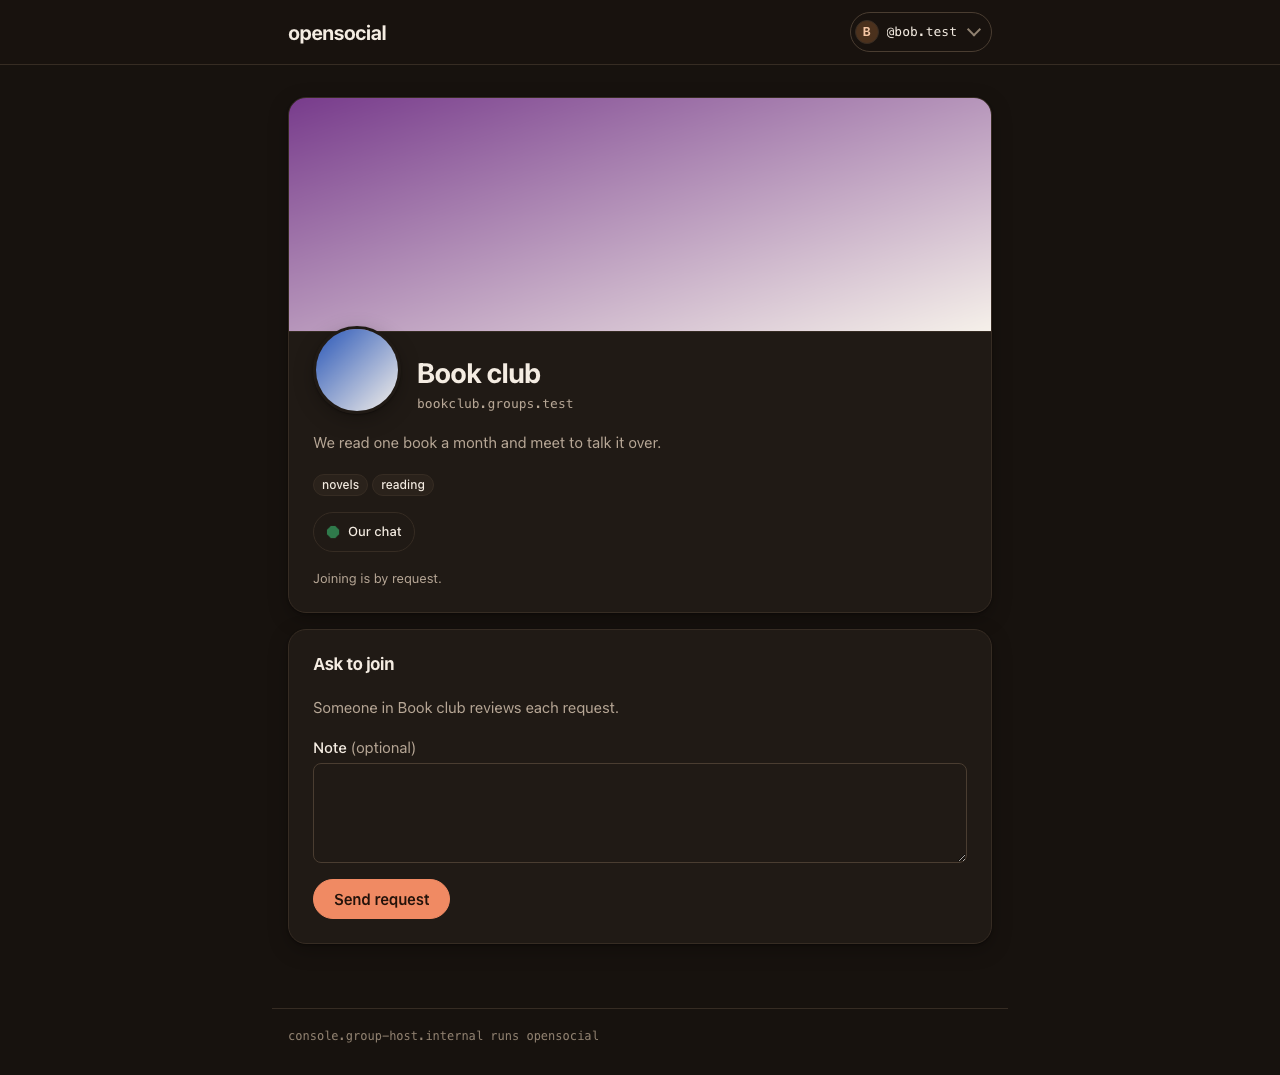 opensocial
B @bob.test
Book club
bookclub.groups.test
We read one book a month and meet to talk it over.
novels reading
Our chat
Joining is by request.
Ask to join
Someone in Book club reviews each request.
Note (optional)
Send request
console.group-host.internal runs opensocial